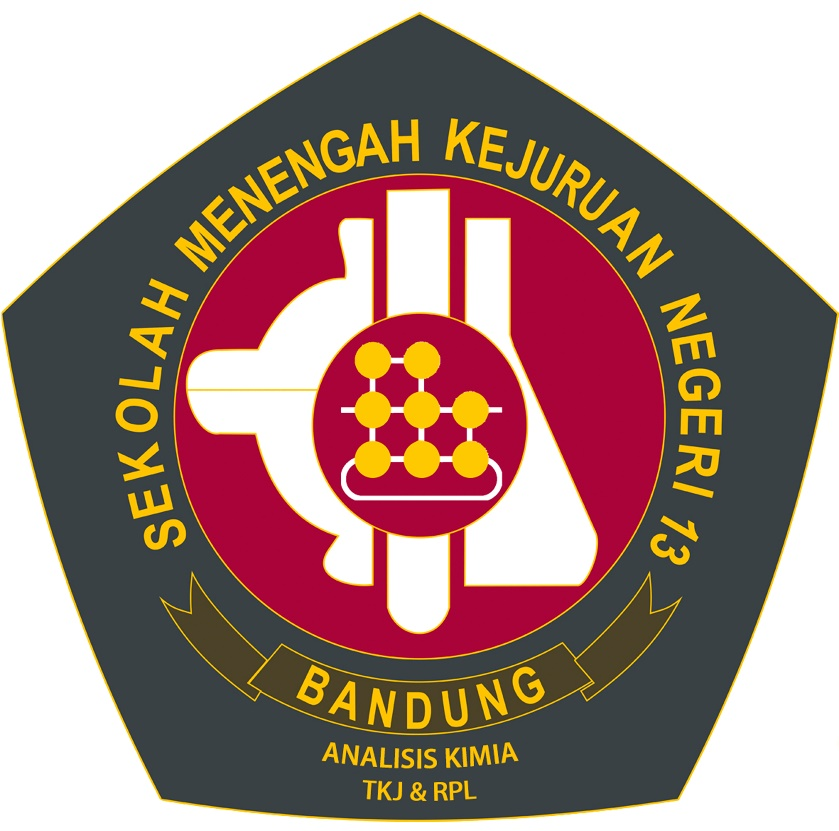 SEKOLAH MENENGAH KEJURUAN NEGERI 13
BANDUNG
ANALISIS KIMIA
TKJ & RPL